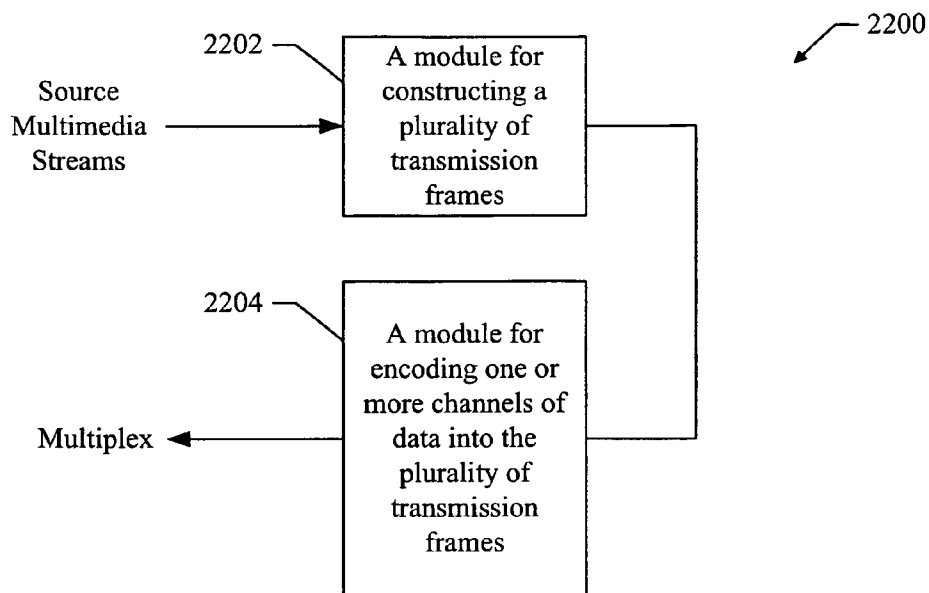 2200
2202
A module for
constructing a
plurality of
transmission
frames
Source
Multimedia
Streams
2204
A module for
encoding one or
more channels of
data into the
plurality of
transmission
frames
Multiplex